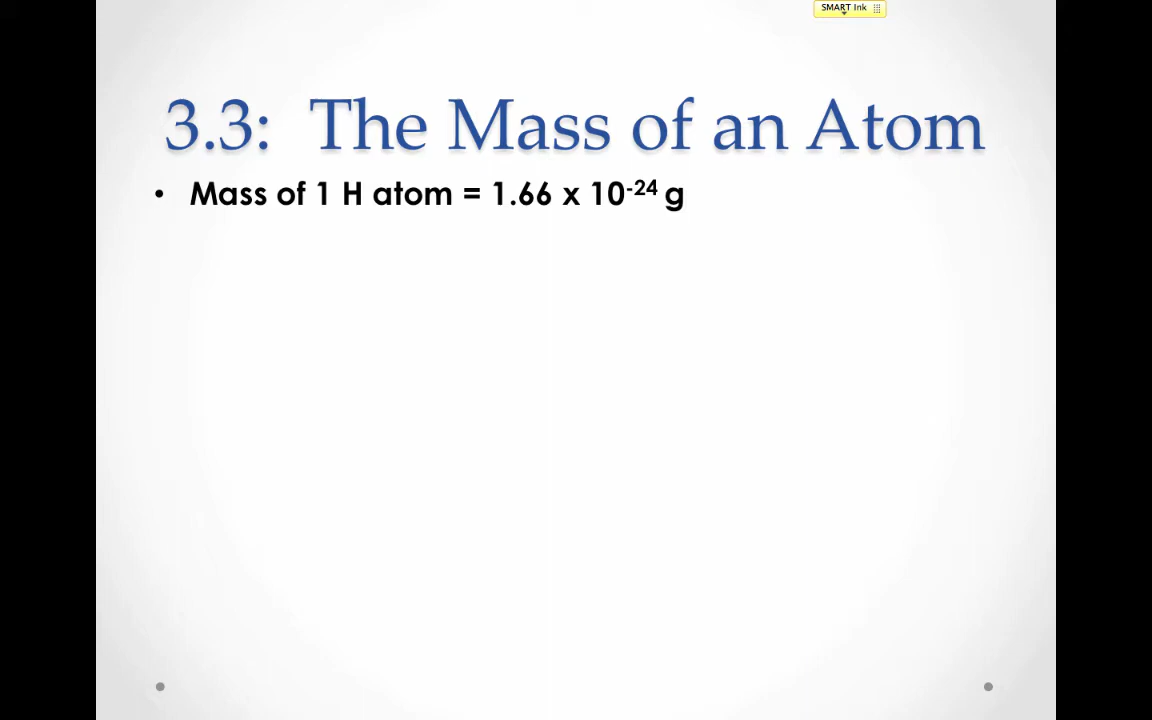 SMART Ink
3.3: The Mass of an Atom
• Mass of 1 H atom = 1.66 x 10⁻²⁴ g